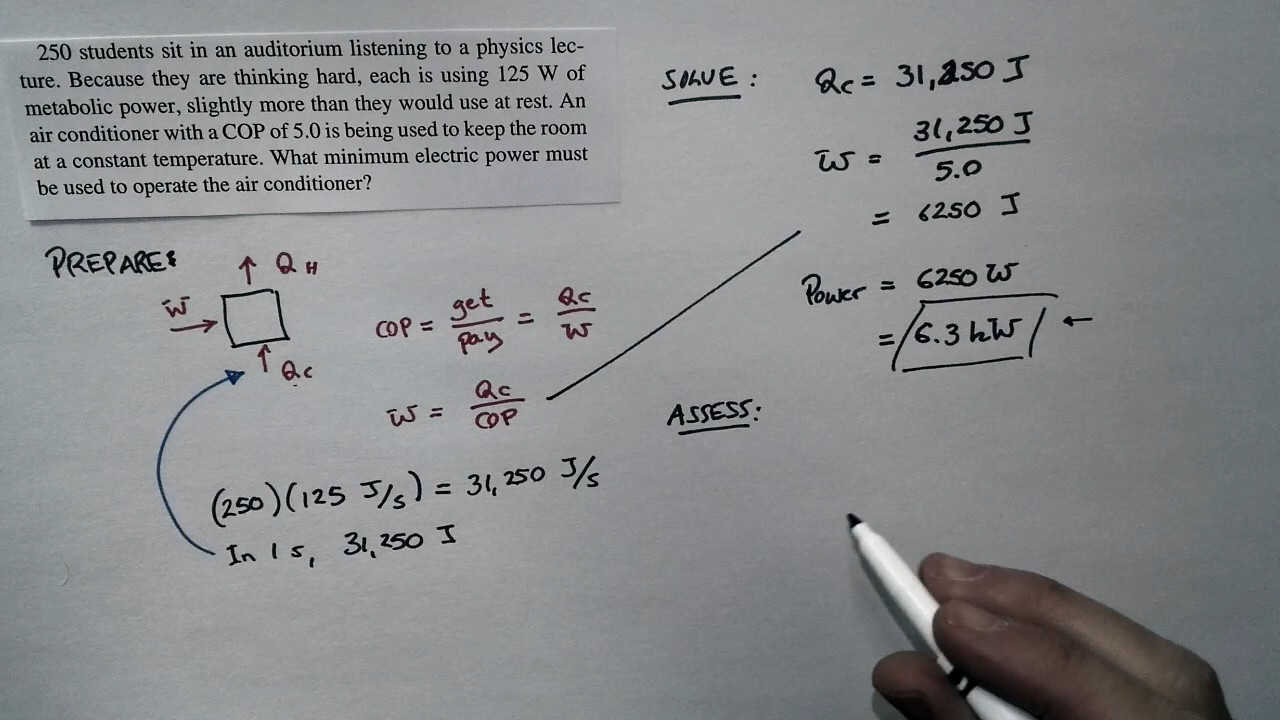 250 students sit in an auditorium listening to a physics lec-
ture. Because they are thinking hard, each is using 125 W of
metabolic power, slightly more than they would use at rest. An
air conditioner with a COP of 5.0 is being used to keep the room
at a constant temperature. What minimum electric power must
be used to operate the air conditioner?
PREPARE:
QH
W
QC
COP = get/pay = QC/W
W = QC/COP
(250)(125 J/s) = 31,250 J/s
In 1 s, 31,250 J
SOLVE:
QC = 31,250 J
W = 31,250 J/5.0
= 6250 J
Power = 6250 W
= 6.3 kW
ASSESS: